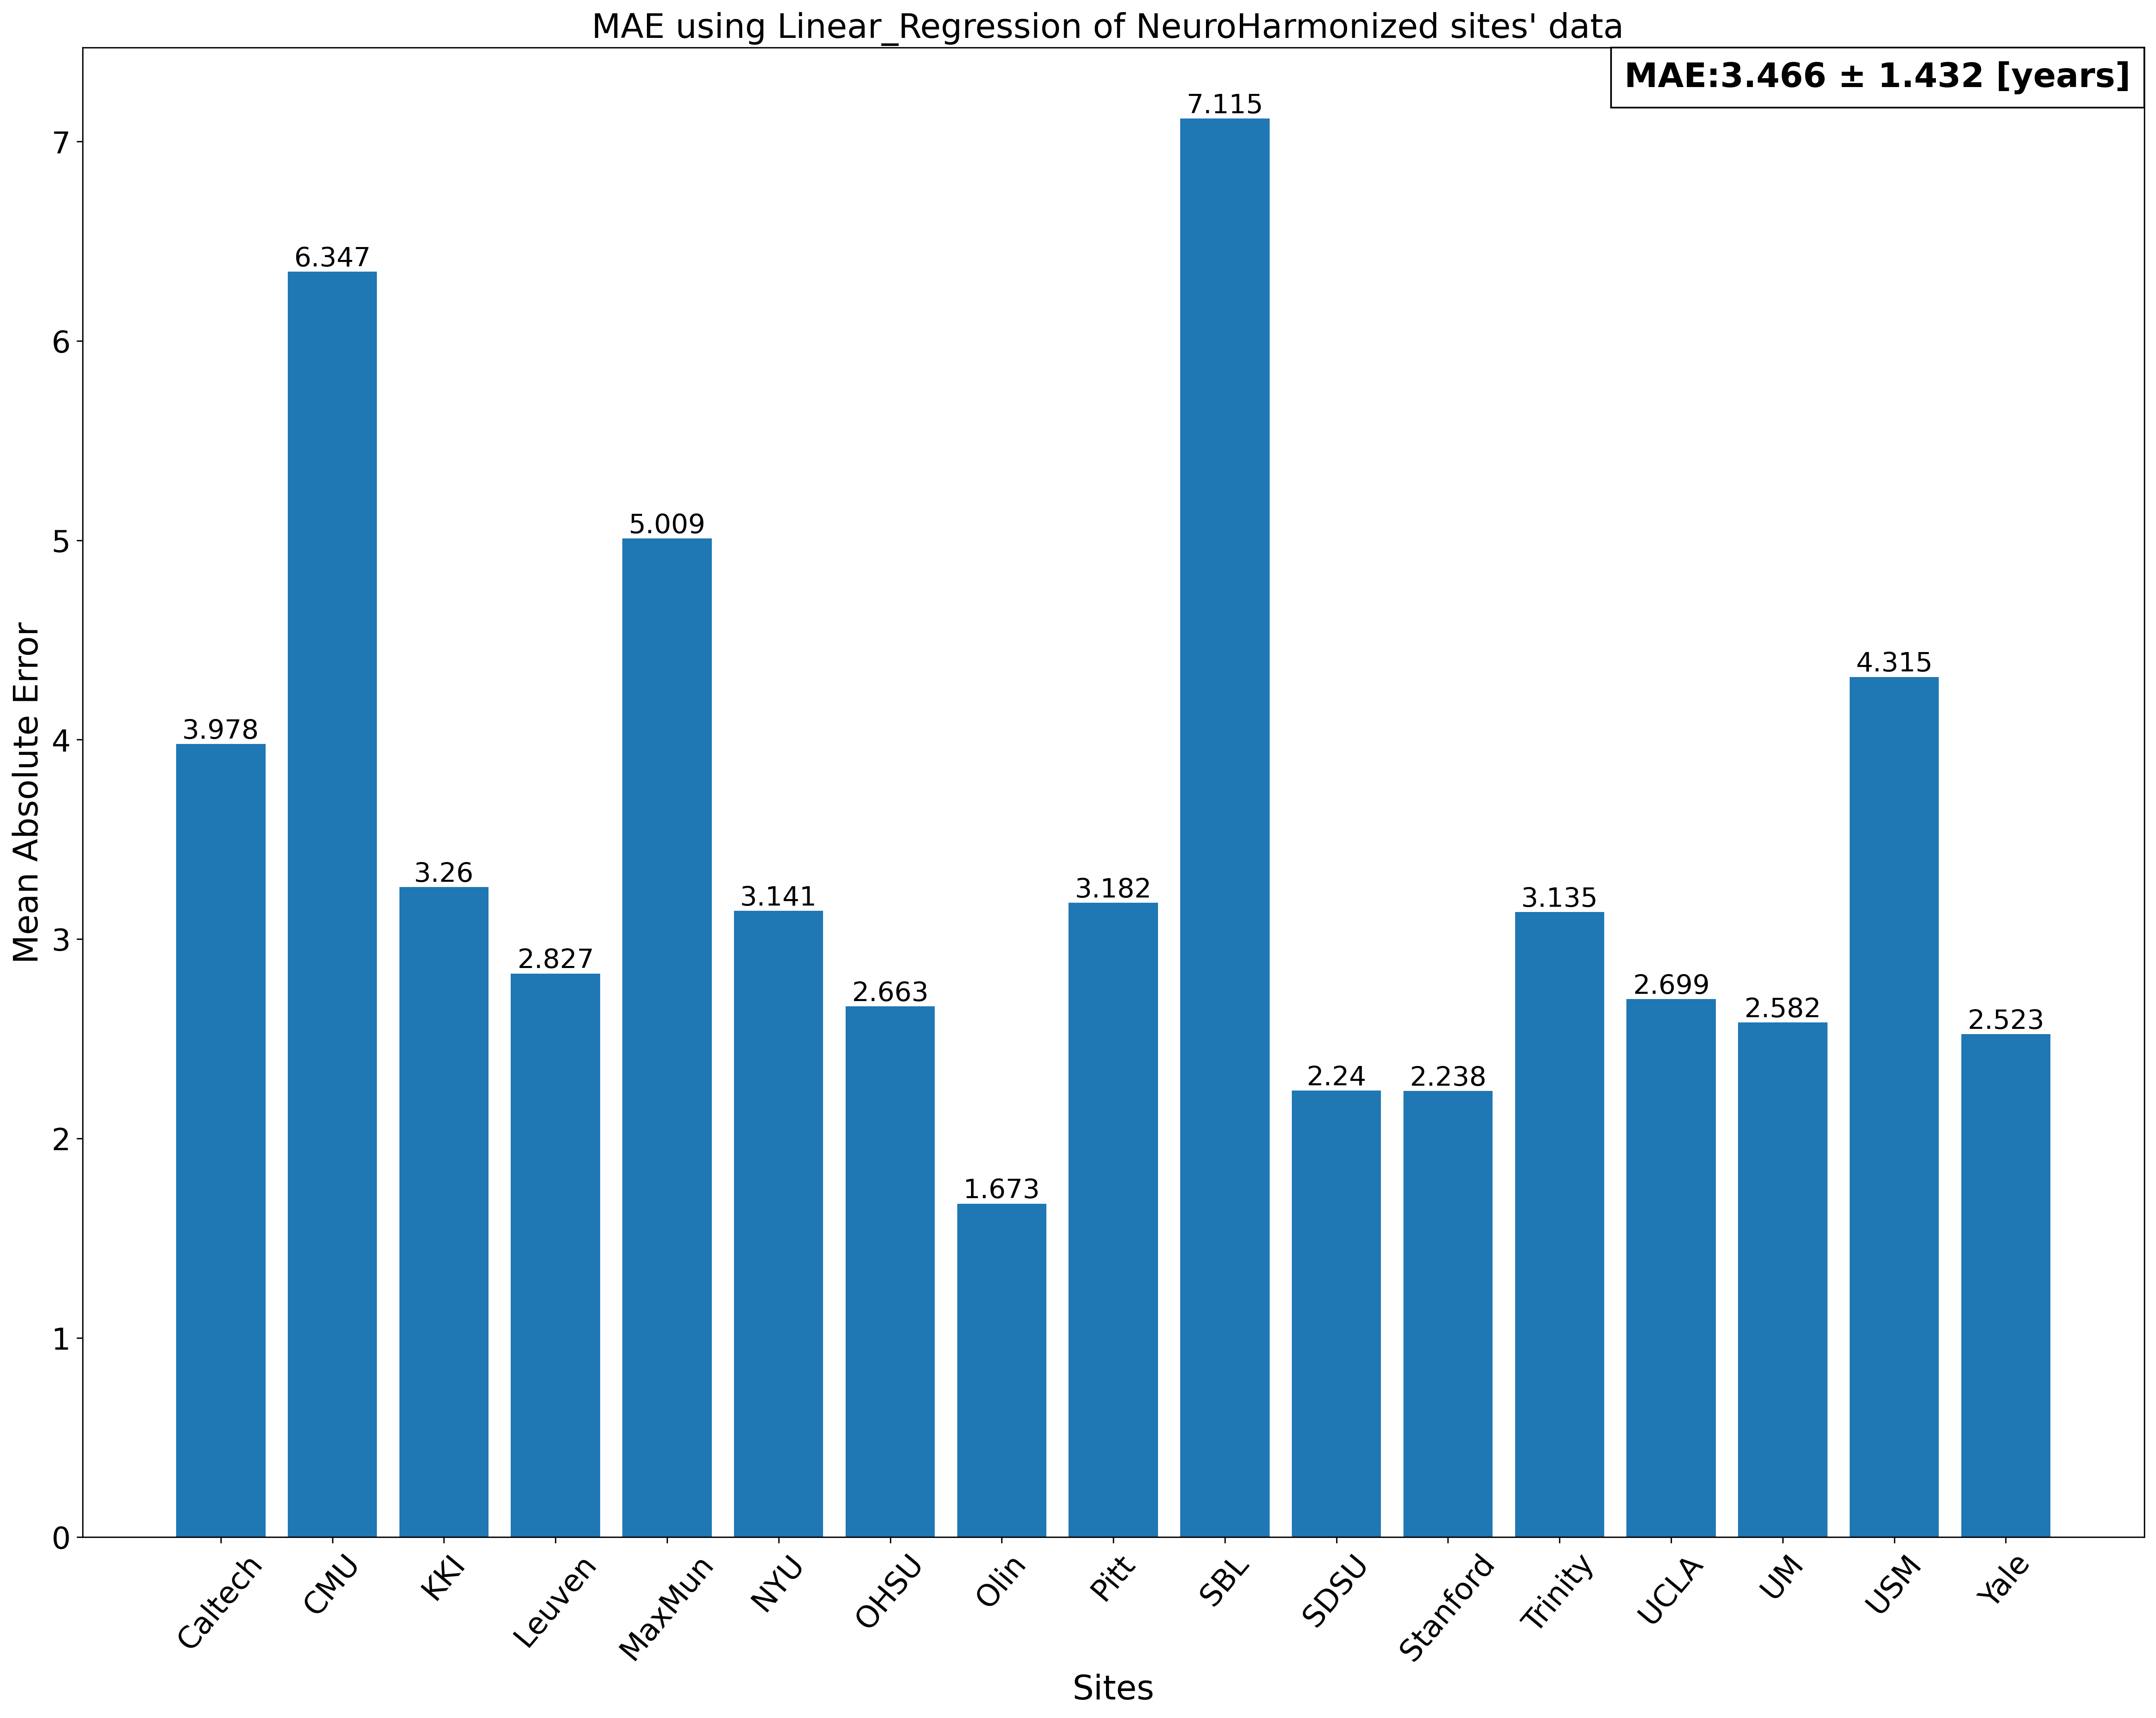 MAE using Linear_Regression of NeuroHarmonized sites' data
MAE:3.466 ± 1.432 [years]
Mean Absolute Error
7
6
5
4
3
2
1
0
3.978
6.347
3.26
2.827
5.009
3.141
2.663
1.673
3.182
7.115
2.24
2.238
3.135
2.699
2.582
4.315
2.523
Caltech
CMU
KKI
Leuven
MaxMun
NYU
OHSU
Olin
Pitt
SBL
SDSU
Stanford
Trinity
UCLA
UM
USM
Yale
Sites